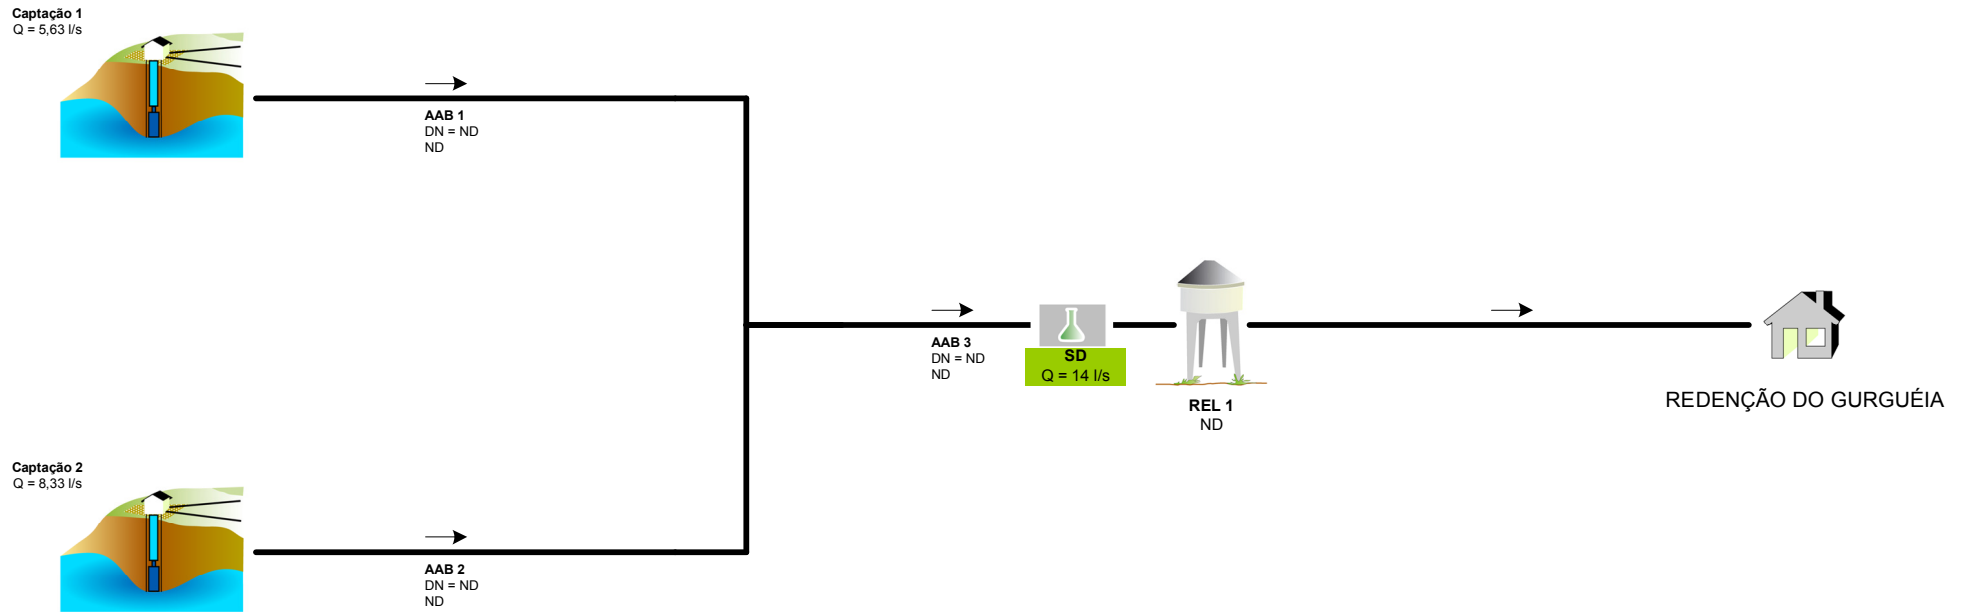 Captação 1
Q = 5,63 l/s
AAB 1
DN = ND
ND
AAB 3
DN = ND
ND
SD
Q = 14 l/s
REL 1
ND
REDENÇÃO DO GURGUÉIA
Captação 2
Q = 8,33 l/s
AAB 2
DN = ND
ND